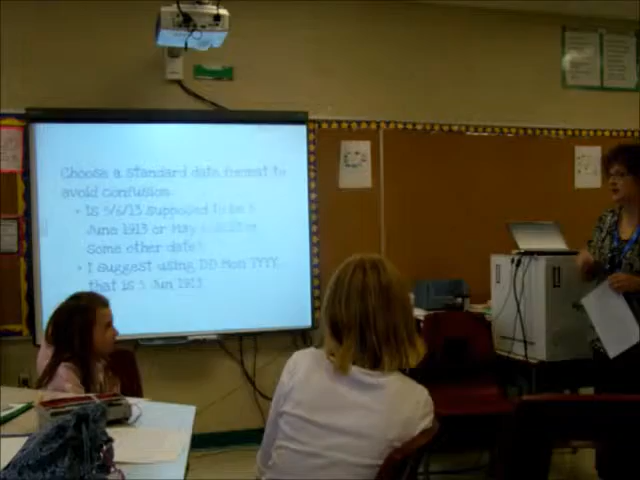 Choose a standard date format to
avoid confusion.
• Is 5/6/13 supposed to be 5
June 1913 or May 6
some other date?
• I suggest using DD Mon YYYY
that is 5 Jun 1913.